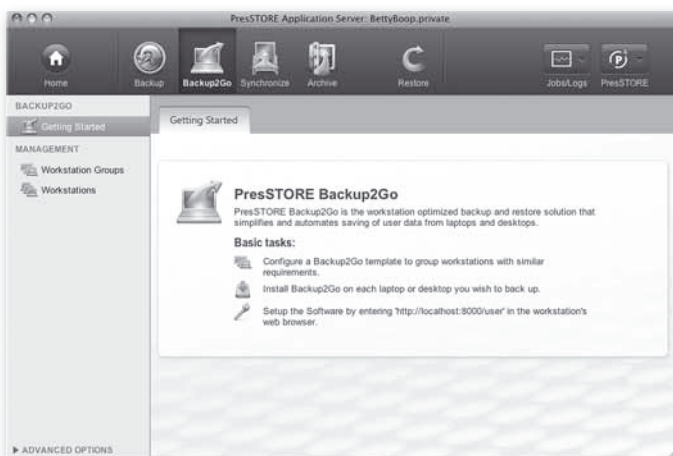 PresSTORE Application Server: BettyBoop.private
Home
Backup
Backup2Go
Synchronize
Archive
Restore
Jobs/Logs
PresSTORE
BACKUP2GO
Getting Started
MANAGEMENT
Workstation Groups
Workstations
Getting Started
PresSTORE Backup2Go
PresSTORE Backup2Go is the workstation optimized backup and restore solution that
simplifies and automates saving of user data from laptops and desktops.
Basic tasks:
Configure a Backup2Go template to group workstations with similar
requirements.
Install Backup2Go on each laptop or desktop you wish to back up.
Setup the Software by entering 'http://localhost:8000/user' in the workstation's
web browser.
ADVANCED OPTIONS